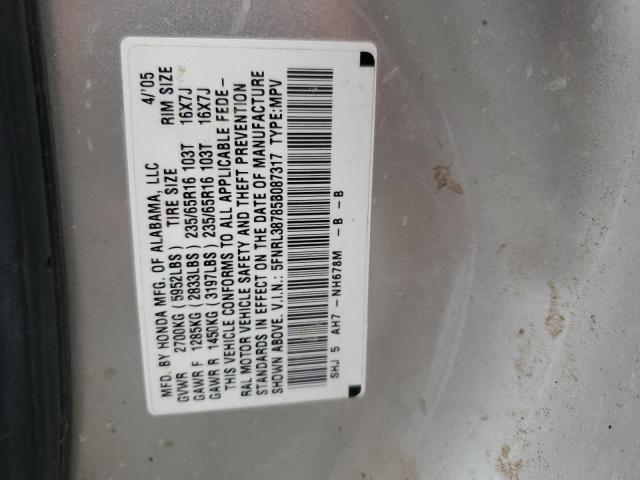 MFD. BY HONDA MFG. OF ALABAMA, LLC 4/'05
GVWR 2700KG (5952LBS) TIRE SIZE RIM SIZE
GAWR F 1285KG (2833LBS) 235/65R16 103T 16X7J
GAWR R 1450KG (3197LBS) 235/65R16 103T 16X7J
THIS VEHICLE CONFORMS TO ALL APPLICABLE FEDE-
RAL MOTOR VEHICLE SAFETY AND THEFT PREVENTION
STANDARDS IN EFFECT ON THE DATE OF MANUFACTURE
SHOWN ABOVE. V.I.N.: 5FNRL38785B087317 TYPE:MPV
SHJ 5 AH7 - NH678M - B - B